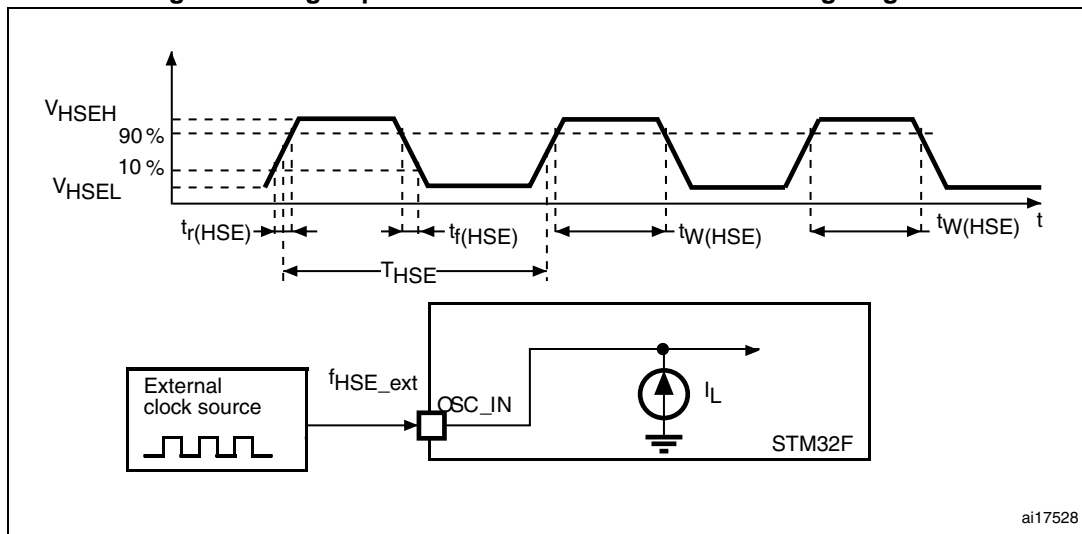 VHSEH
90 %
10 %
VHSEL
tr(HSE)
tf(HSE)
tW(HSE)
tW(HSE)
t
THSE
External
clock source
fHSE_ext
OSC_IN
IL
STM32F
ai17528